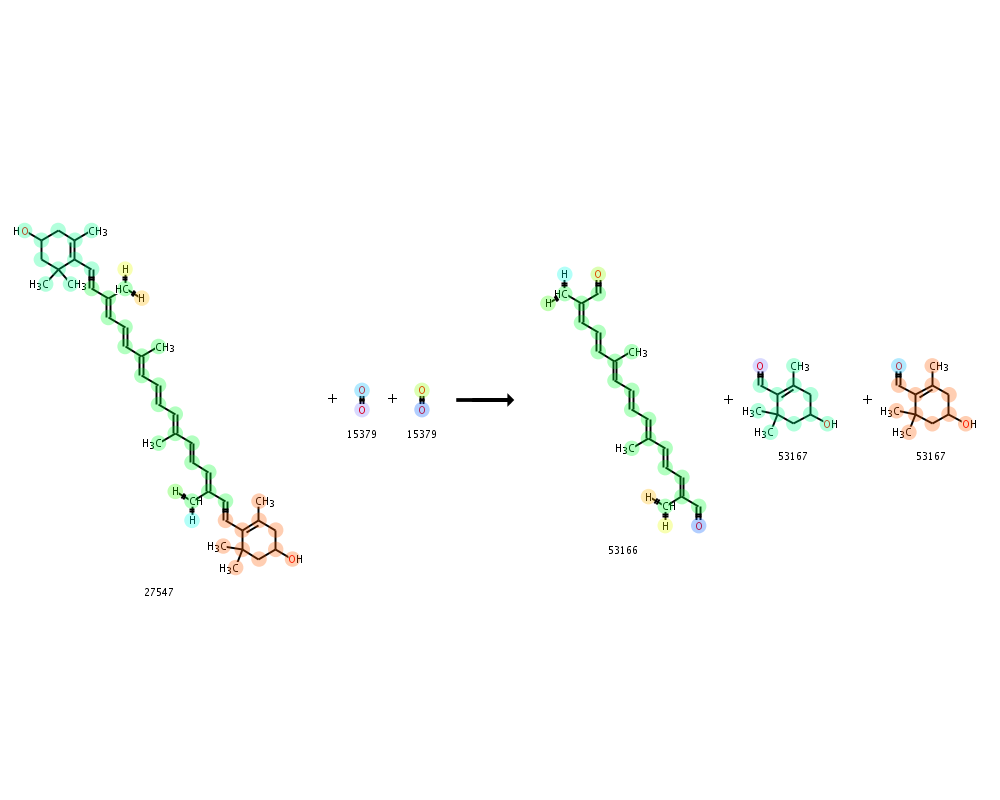 HO CH₃
H
H₃C CH₃ HC H
CH₃
H₃C
H CH
H CH₃
H₃C
H₃C OH
27547
+
O
O
15379
+
O
O
15379
H O
HC
H
CH₃
H₃C
H CH
H O
53166
+
O CH₃
H₃C
H₃C OH
53167
+
O CH₃
H₃C
H₃C OH
53167